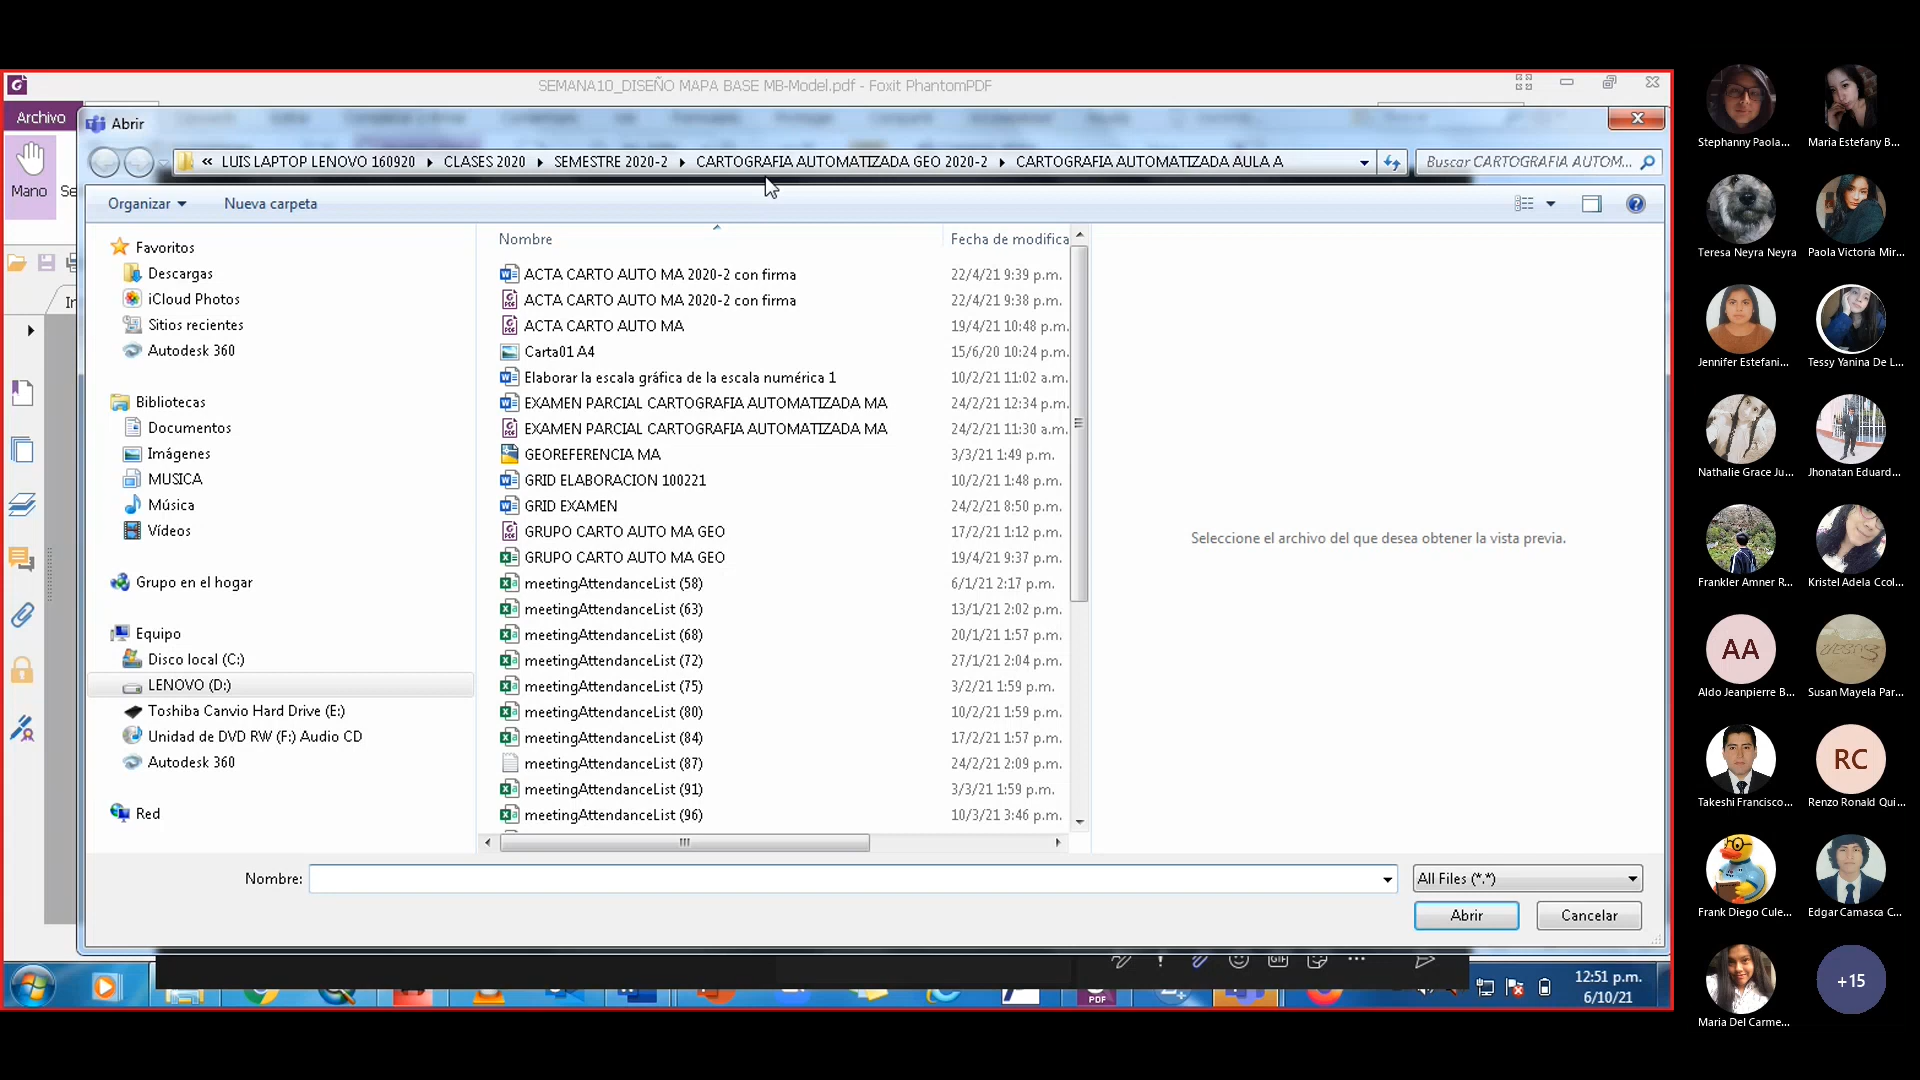 SEMANA10_DISEÑO MAPA BASE MB-Model.pdf - Foxit PhantomPDF
Archivo
Abrir
« LUIS LAPTOP LENOVO 160920 CLASES 2020 SEMESTRE 2020-2 CARTOGRAFIA AUTOMATIZADA GEO 2020-2 CARTOGRAFIA AUTOMATIZADA AULA A
Buscar CARTOGRAFIA AUTOM...
Mano
Organizar
Nueva carpeta
Favoritos
Descargas
iCloud Photos
Sitios recientes
Autodesk 360
Bibliotecas
Documentos
Imágenes
MUSICA
Música
Vídeos
Grupo en el hogar
Equipo
Disco local (C:)
LENOVO (D:)
Toshiba Canvio Hard Drive (E:)
Unidad de DVD RW (F:) Audio CD
Autodesk 360
Red
Nombre Fecha de modifica
ACTA CARTO AUTO MA 2020-2 con firma 22/4/21 9:39 p.m.
ACTA CARTO AUTO MA 2020-2 con firma 22/4/21 9:38 p.m.
ACTA CARTO AUTO MA 19/4/21 10:48 p.m.
Carta01 A4 15/6/20 10:24 p.m.
Elaborar la escala gráfica de la escala numérica 1 10/2/21 11:02 a.m.
EXAMEN PARCIAL CARTOGRAFIA AUTOMATIZADA MA 24/2/21 12:34 p.m.
EXAMEN PARCIAL CARTOGRAFIA AUTOMATIZADA MA 24/2/21 11:30 a.m.
GEOREFERENCIA MA 3/3/21 1:49 p.m.
GRID ELABORACION 100221 10/2/21 1:48 p.m.
GRID EXAMEN 24/2/21 8:50 p.m.
GRUPO CARTO AUTO MA GEO 17/2/21 1:12 p.m.
GRUPO CARTO AUTO MA GEO 19/4/21 9:37 p.m.
meetingAttendanceList (58) 6/1/21 2:17 p.m.
meetingAttendanceList (63) 13/1/21 2:02 p.m.
meetingAttendanceList (68) 20/1/21 1:57 p.m.
meetingAttendanceList (72) 27/1/21 2:04 p.m.
meetingAttendanceList (75) 3/2/21 1:59 p.m.
meetingAttendanceList (80) 10/2/21 1:59 p.m.
meetingAttendanceList (84) 17/2/21 1:57 p.m.
meetingAttendanceList (87) 24/2/21 2:09 p.m.
meetingAttendanceList (91) 3/3/21 1:59 p.m.
meetingAttendanceList (96) 10/3/21 3:46 p.m.
Seleccione el archivo del que desea obtener la vista previa.
Nombre:
All Files (*.*)
Abrir
Cancelar
GIF
PDF
12:51 p.m.
6/10/21
Stephanny Paola... Maria Estefany B...
Teresa Neyra Neyra Paola Victoria Mir...
Jennifer Estefani... Tessy Yanina De L...
Nathalie Grace Ju... Jhonatan Eduard...
Frankler Amner R... Kristel Adela Ccol...
AA
Aldo Jeanpierre B... Susan Mayela Par...
RC
Takeshi Francisco... Renzo Ronald Qui...
Frank Diego Cule... Edgar Camasca C...
+15
Maria Del Carme...